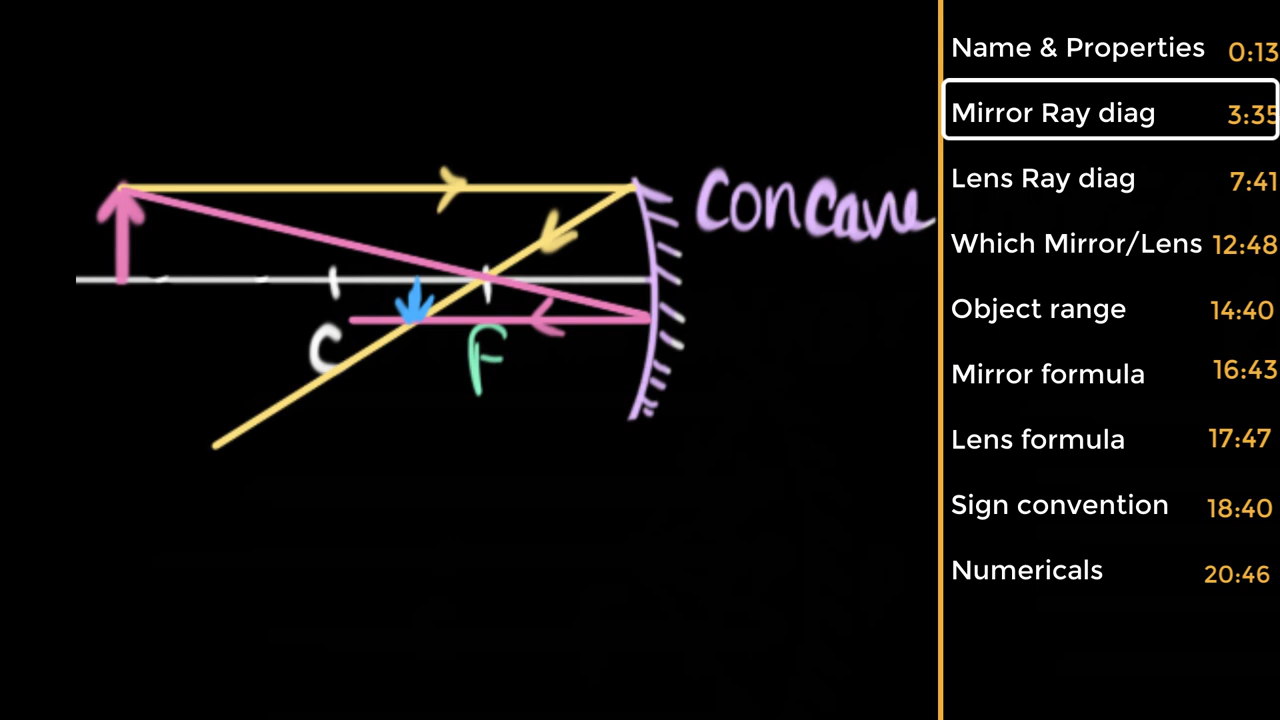 Concave
C
F
Name & Properties 0:13
Mirror Ray diag 3:35
Lens Ray diag 7:41
Which Mirror/Lens 12:48
Object range 14:40
Mirror formula 16:43
Lens formula 17:47
Sign convention 18:40
Numericals 20:46